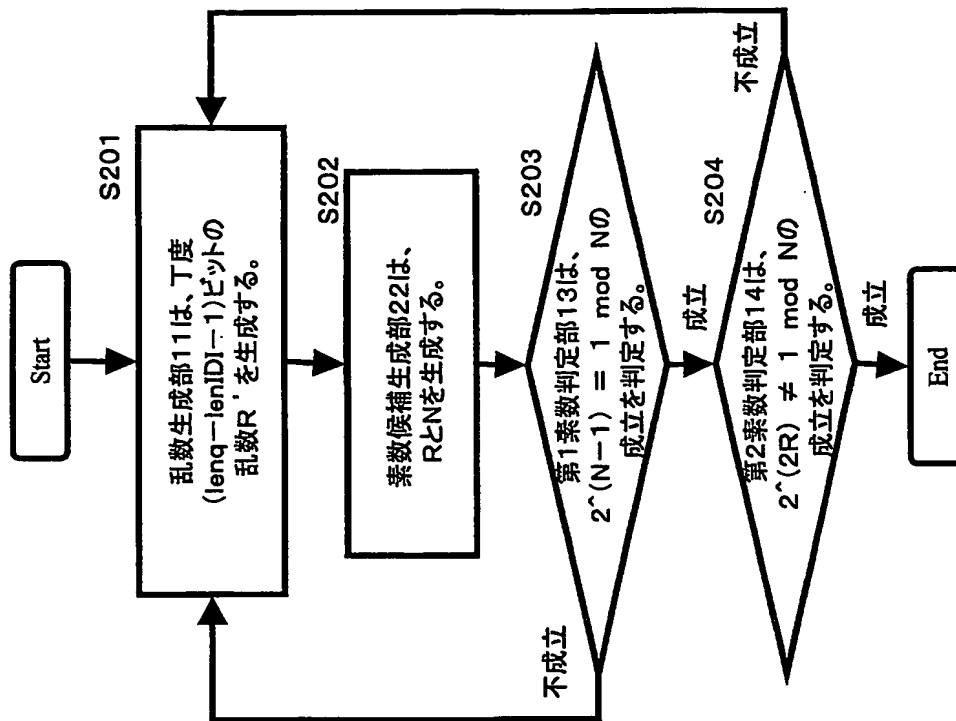 Start
S201
乱数生成部11は、丁度
(lenq－lenIDI－1)ビットの
乱数R'を生成する。
S202
素数候補生成部22は、
RとNを生成する。
S203
第1素数判定部13は、
2^(N-1) = 1 mod Nの
成立を判定する。
不成立
成立
S204
第2素数判定部14は、
2^(2R) ≠ 1 mod Nの
成立を判定する。
不成立
成立
End